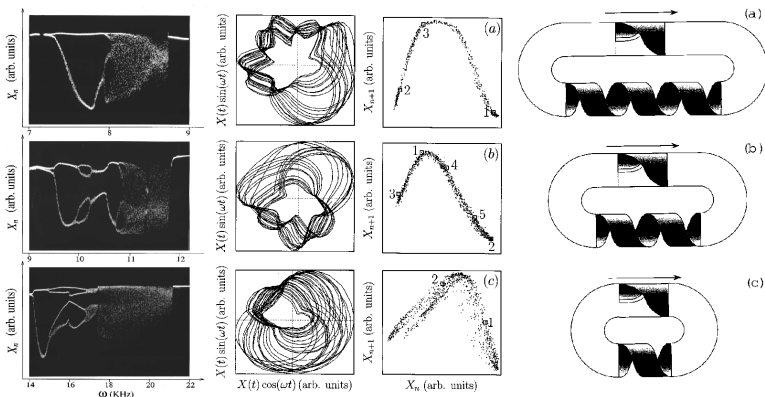 X_n (arb. units)
7 8 9
X(t) sin(ωt) (arb. units)
X_{n+1} (arb. units)
(a)
3
2
1
(a)
X_n (arb. units)
9 10 11 12
X(t) sin(ωt) (arb. units)
X_{n+1} (arb. units)
(b)
1
4
3
5
2
(b)
X_n (arb. units)
14 16 18 20 22
ω (KHz)
X(t) sin(ωt) (arb. units)
X(t) cos(ωt) (arb. units)
X_{n+1} (arb. units)
(c)
2
1
X_n (arb. units)
(c)